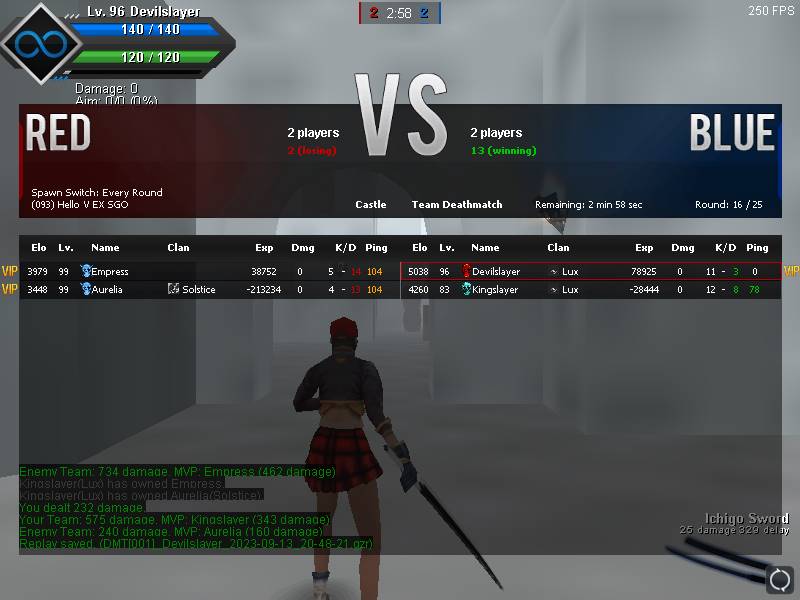 Lv. 96 Devilslayer
140 / 140
120 / 120
Damage: 0
Aim: 0/0 (0%)
2 2:58 2
250 FPS
RED VS BLUE
2 players
2 (losing)
2 players
13 (winning)
Spawn Switch: Every Round
(093) Hello V EX SGO
Castle Team Deathmatch Remaining: 2 min 58 sec Round: 16 / 25
Elo Lv. Name Clan Exp Dmg K/D Ping Elo Lv. Name Clan Exp Dmg K/D Ping
VIP 3979 99 Empress 38752 0 5 - 14 104 5038 96 Devilslayer Lux 78925 0 11 - 3 0 VIP
VIP 3448 99 Aurelia Solstice -213234 0 4 - 13 104 4260 83 Kingslayer Lux -28444 0 12 - 8 78
Enemy Team: 734 damage. MVP: Empress (462 damage)
Kingslayer(Lux) has owned Empress.
Kingslayer(Lux) has owned Aurelia(Solstice).
You dealt 232 damage.
Your Team: 575 damage. MVP: Kingslayer (343 damage)
Enemy Team: 240 damage. MVP: Aurelia (160 damage)
Replay saved. (DMT[001]_Devilslayer_2023-09-13_20-48-21.gzr)
Ichigo Sword
25 damage 329 delay